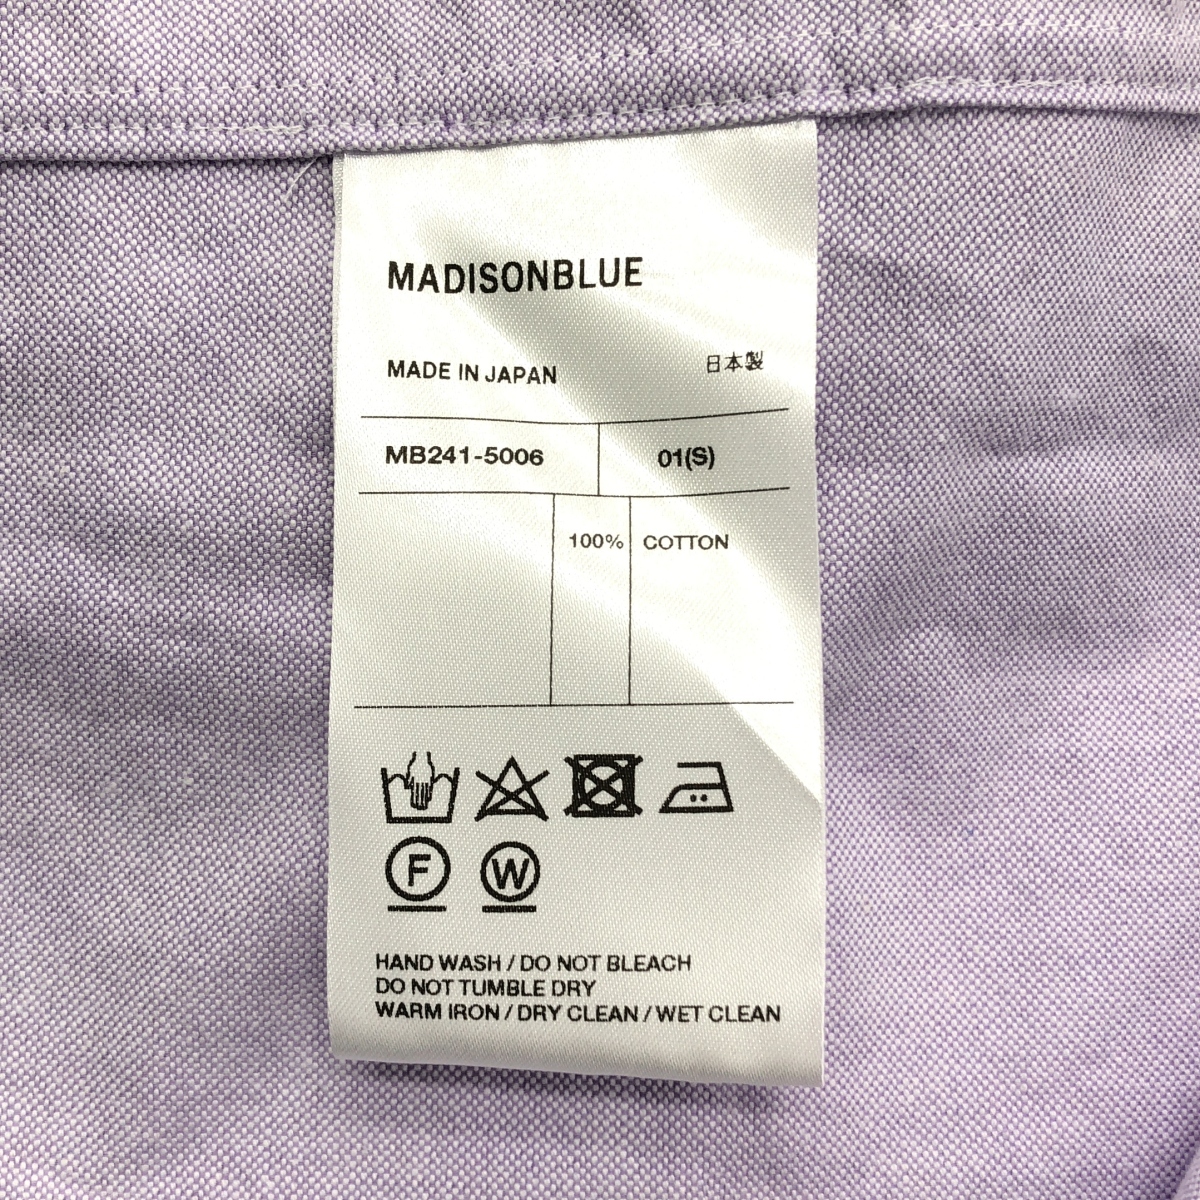 MADISONBLUE
MADE IN JAPAN 日本製
MB241-5006 01(S)
100% COTTON
F W
HAND WASH / DO NOT BLEACH
DO NOT TUMBLE DRY
WARM IRON / DRY CLEAN / WET CLEAN